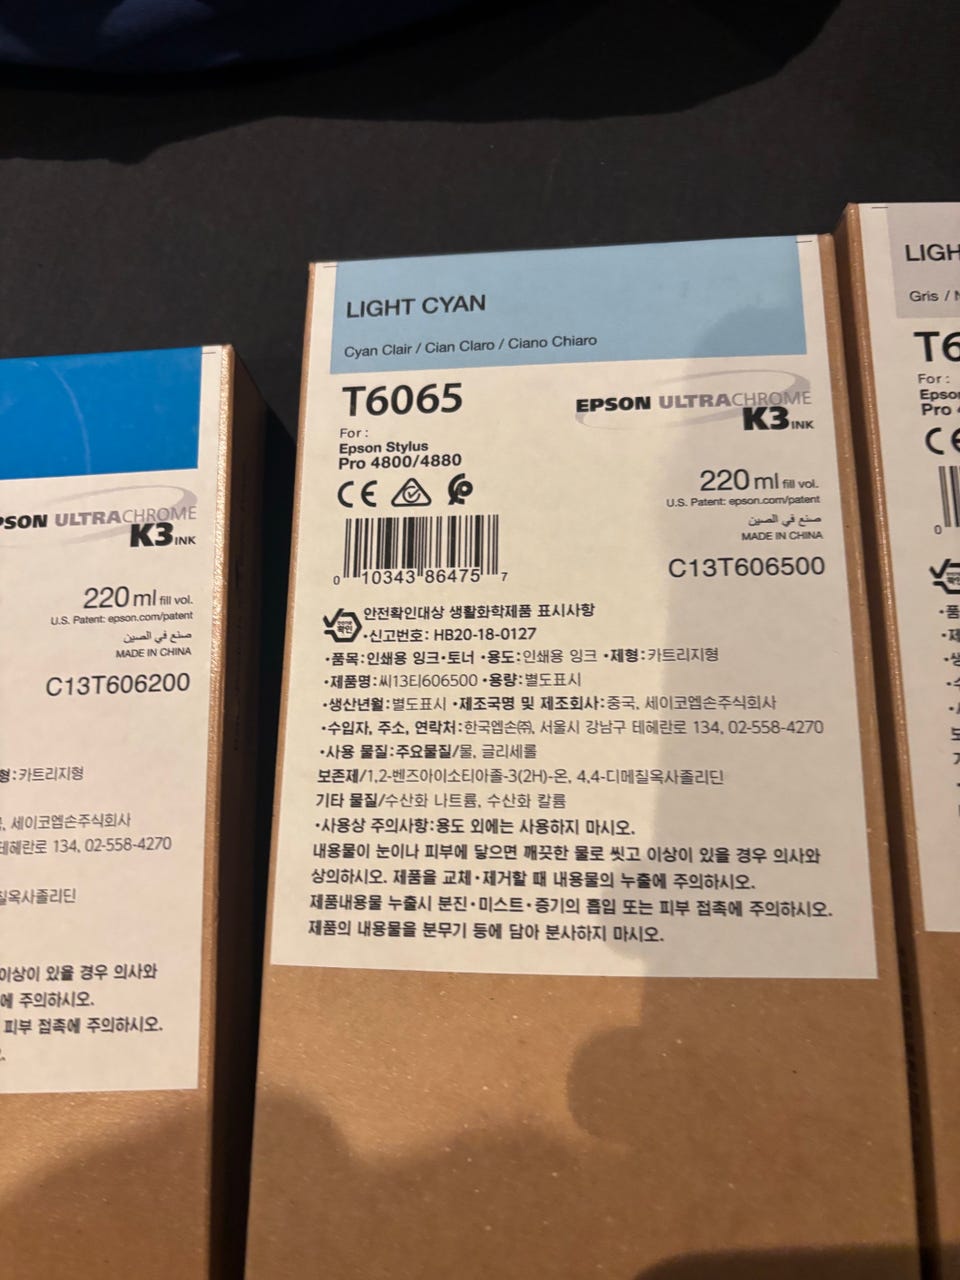 LIGHT CYAN
Cyan Clair / Cian Claro / Ciano Chiaro
T6065
EPSON ULTRACHROME
K3 INK
For :
Epson Stylus
Pro 4800/4880
CE
220 ml fill vol.
U.S. Patent: epson.com/patent
صنع في الصين
MADE IN CHINA
C13T606500
0 10343 86475 7
안전확인대상 생활화학제품 표시사항
•신고번호: HB20-18-0127
•품목:인쇄용 잉크•토너 •용도:인쇄용 잉크 •제형:카트리지형
•제품명:씨13티606500 •용량:별도표시
•생산년월:별도표시 •제조국명 및 제조회사:중국, 세이코엡손주식회사
•수입자, 주소, 연락처:한국엡손㈜, 서울시 강남구 테헤란로 134, 02-558-4270
•사용 물질:주요물질/물, 글리세롤
보존제/1,2-벤즈아이소티아졸-3(2H)-온, 4,4-디메칠옥사졸리딘
기타 물질/수산화 나트륨, 수산화 칼륨
•사용상 주의사항:용도 외에는 사용하지 마시오.
내용물이 눈이나 피부에 닿으면 깨끗한 물로 씻고 이상이 있을 경우 의사와
상의하시오. 제품을 교체•제거할 때 내용물의 누출에 주의하시오.
제품내용물 누출시 분진•미스트•증기의 흡입 또는 피부 접촉에 주의하시오.
제품의 내용물을 분무기 등에 담아 분사하지 마시오.
PSON ULTRACHROME
K3 INK
220 ml fill vol.
U.S. Patent: epson.com/patent
صنع في الصين
MADE IN CHINA
C13T606200
형:카트리지형
세이코엡손주식회사
테헤란로 134, 02-558-4270
칠옥사졸리딘
이상이 있을 경우 의사와
에 주의하시오.
피부 접촉에 주의하시오.
LIGH
Gris /
T6
For :
Epso
Pro
CE
0